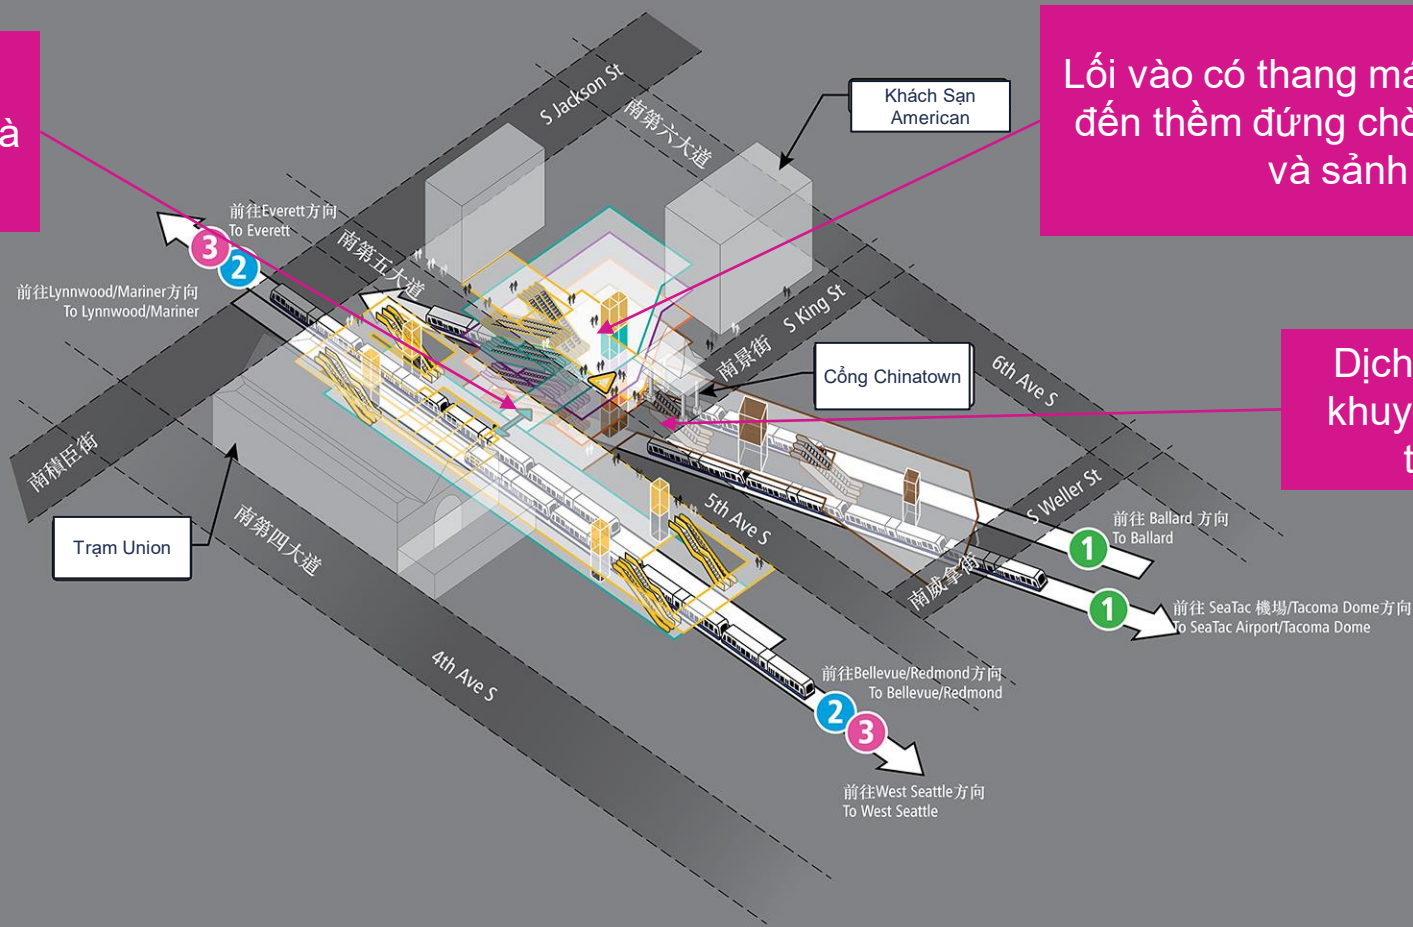 à
Lối vào có thang má
đến thềm đứng chờ
và sảnh
Khách Sạn
American
S Jackson St
南第六大道
前往Everett方向
To Everett
3
2
南第五大道
前往Lynnwood/Mariner方向
To Lynnwood/Mariner
S King St
南景街
Cổng Chinatown
6th Ave S
Dịch
khuy
t
南積臣街
Trạm Union
南第四大道
5th Ave S
S Weller St
南威拿街
前往 Ballard 方向
To Ballard
1
1
前往 SeaTac 機場/Tacoma Dome方向
To SeaTac Airport/Tacoma Dome
4th Ave S
前往Bellevue/Redmond方向
To Bellevue/Redmond
2
3
前往West Seattle方向
To West Seattle